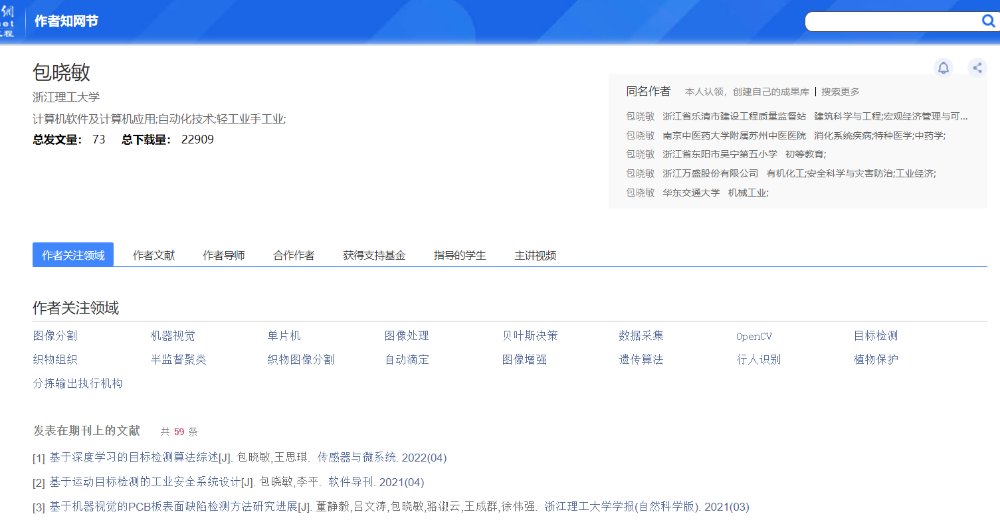 作者知网节
包晓敏
浙江理工大学
计算机软件及计算机应用;自动化技术;轻工业手工业;
总发文量： 73 总下载量： 22909
同名作者 本人认领，创建自己的成果库 | 搜索更多
包晓敏 浙江省乐清市建设工程质量监督站 建筑科学与工程;宏观经济管理与可...
包晓敏 南京中医药大学附属苏州中医医院 消化系统疾病;特种医学;中药学;
包晓敏 浙江省东阳市吴宁第五小学 初等教育;
包晓敏 浙江万盛股份有限公司 有机化工;安全科学与灾害防治;工业经济;
包晓敏 华东交通大学 机械工业;
作者关注领域 作者文献 作者导师 合作作者 获得支持基金 指导的学生 主讲视频
作者关注领域
图像分割 机器视觉 单片机 图像处理 贝叶斯决策 数据采集 OpenCV 目标检测
织物组织 半监督聚类 织物图像分割 自动滴定 图像增强 遗传算法 行人识别 植物保护
分拣输出执行机构
发表在期刊上的文献 共 59 条
[1] 基于深度学习的目标检测算法综述[J]. 包晓敏,王思琪. 传感器与微系统. 2022(04)
[2] 基于运动目标检测的工业安全系统设计[J]. 包晓敏,李平. 软件导刊. 2021(04)
[3] 基于机器视觉的PCB板表面缺陷检测方法研究进展[J]. 董静毅,吕文涛,包晓敏,骆淑云,王成群,徐伟强. 浙江理工大学学报(自然科学版). 2021(03)